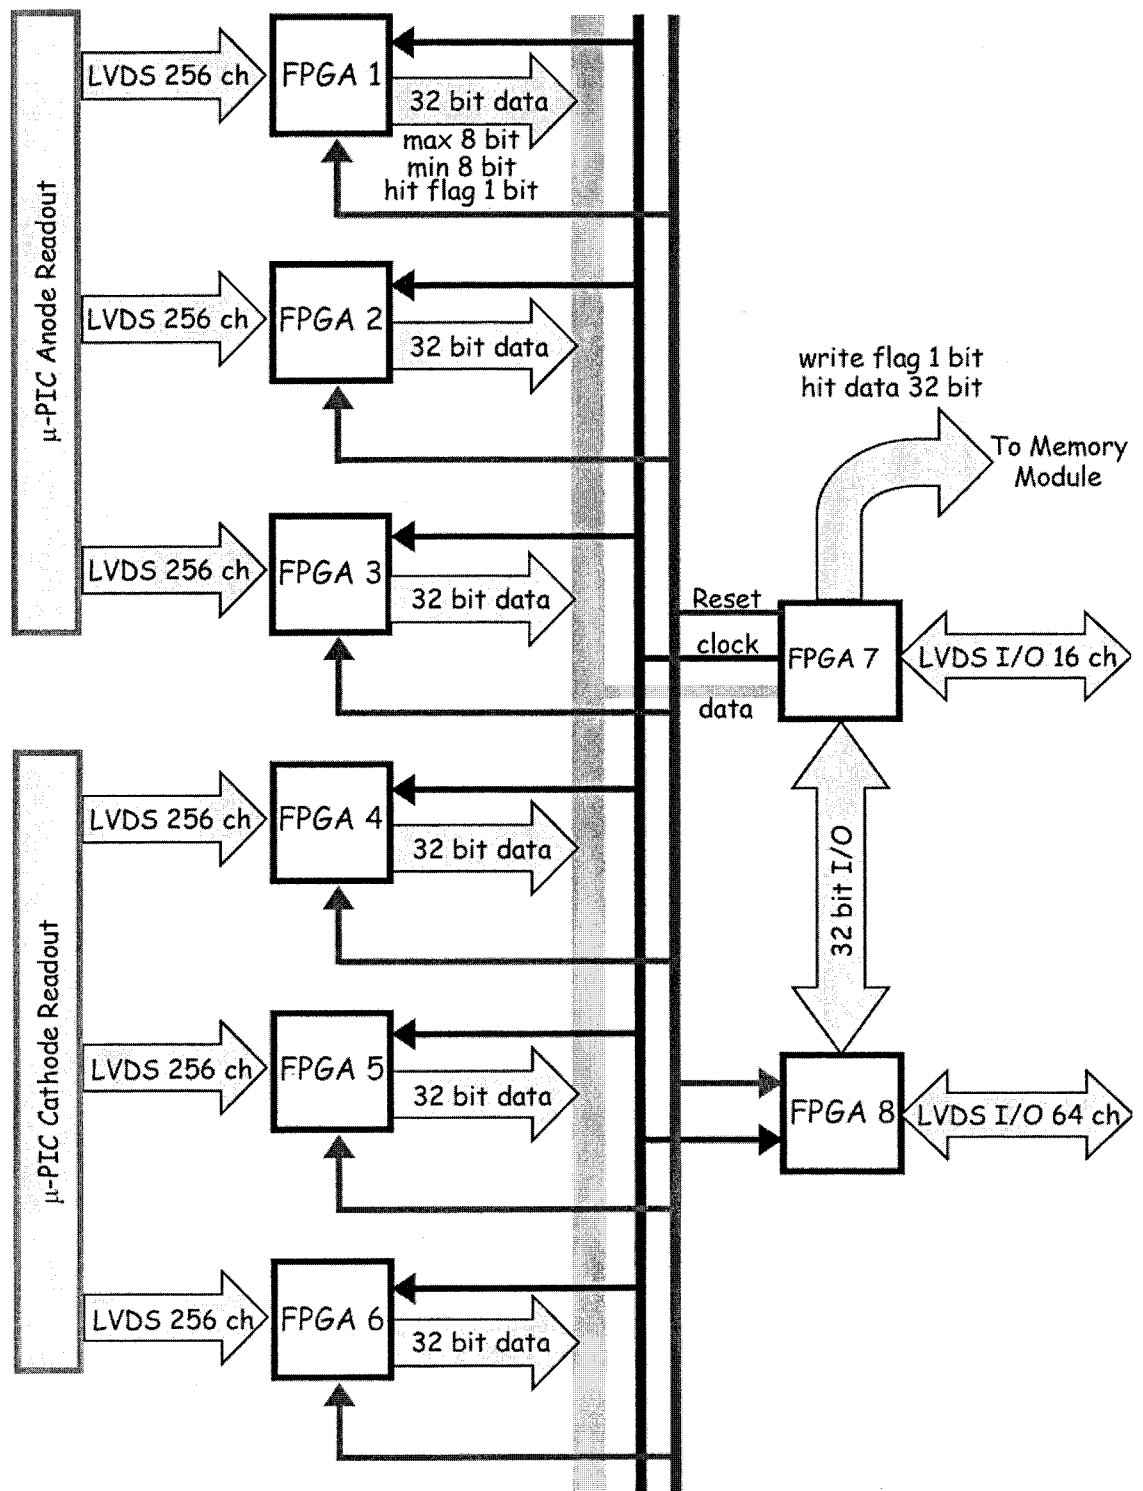 μ-PIC Anode Readout
LVDS 256 ch
FPGA 1
32 bit data
max 8 bit
min 8 bit
hit flag 1 bit
LVDS 256 ch
FPGA 2
32 bit data
LVDS 256 ch
FPGA 3
32 bit data
write flag 1 bit
hit data 32 bit
To Memory
Module
Reset
clock
data
FPGA 7
LVDS I/O 16 ch
32 bit I/O
μ-PIC Cathode Readout
LVDS 256 ch
FPGA 4
32 bit data
LVDS 256 ch
FPGA 5
32 bit data
FPGA 8
LVDS I/O 64 ch
LVDS 256 ch
FPGA 6
32 bit data